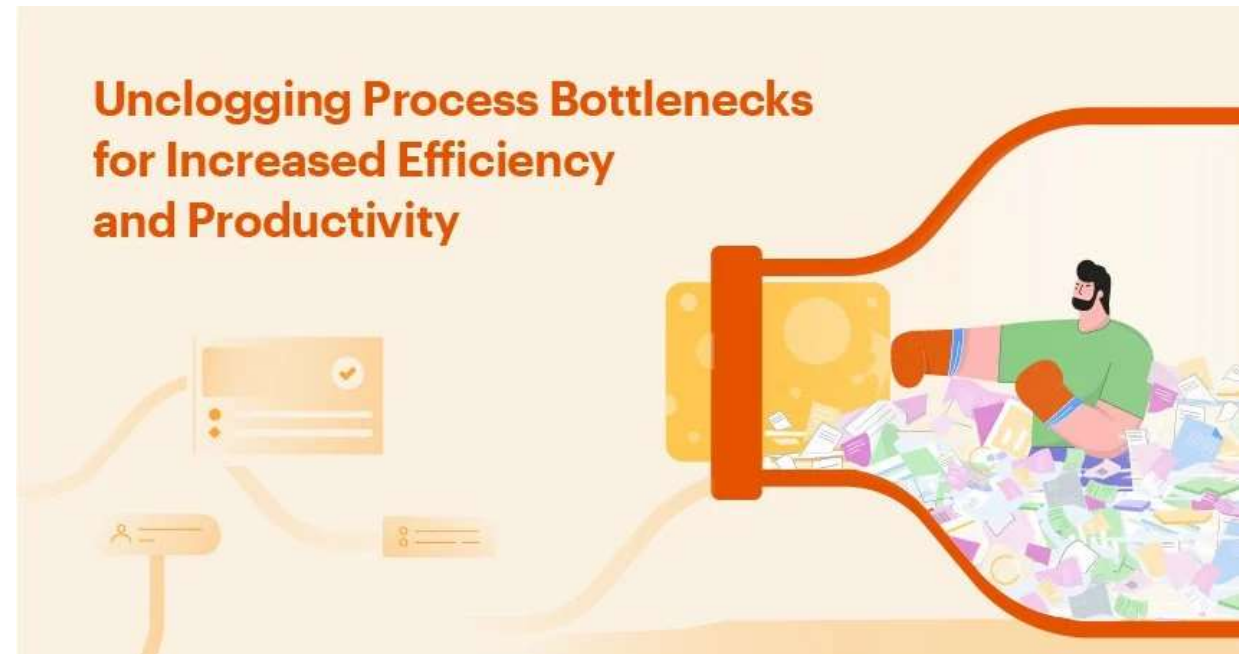 Unclogging Process Bottlenecks
for Increased Efficiency
and Productivity